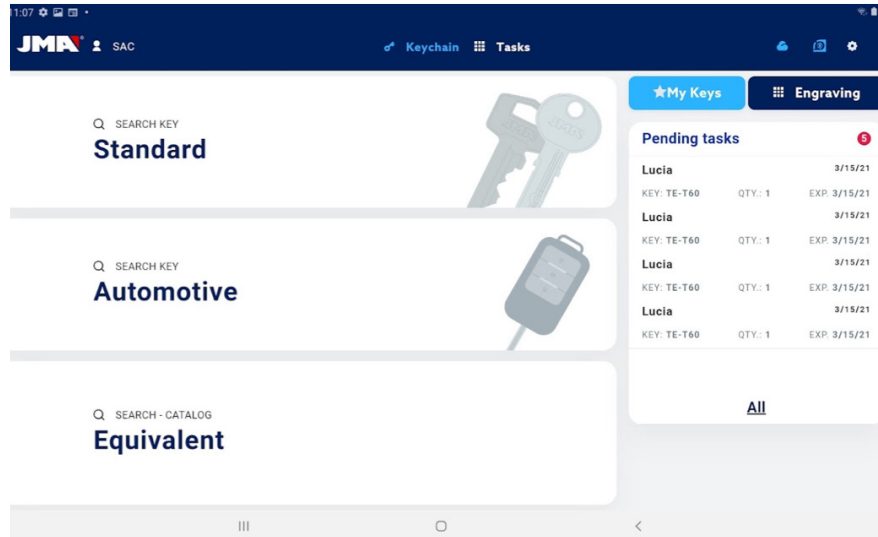 11:07
JMA SAC Keychain Tasks
SEARCH KEY
Standard
SEARCH KEY
Automotive
SEARCH - CATALOG
Equivalent
My Keys Engraving
Pending tasks 5
Lucia 3/15/21
KEY: TE-T60 QTY.: 1 EXP. 3/15/21
Lucia 3/15/21
KEY: TE-T60 QTY.: 1 EXP. 3/15/21
Lucia 3/15/21
KEY: TE-T60 QTY.: 1 EXP. 3/15/21
Lucia 3/15/21
KEY: TE-T60 QTY.: 1 EXP. 3/15/21
All